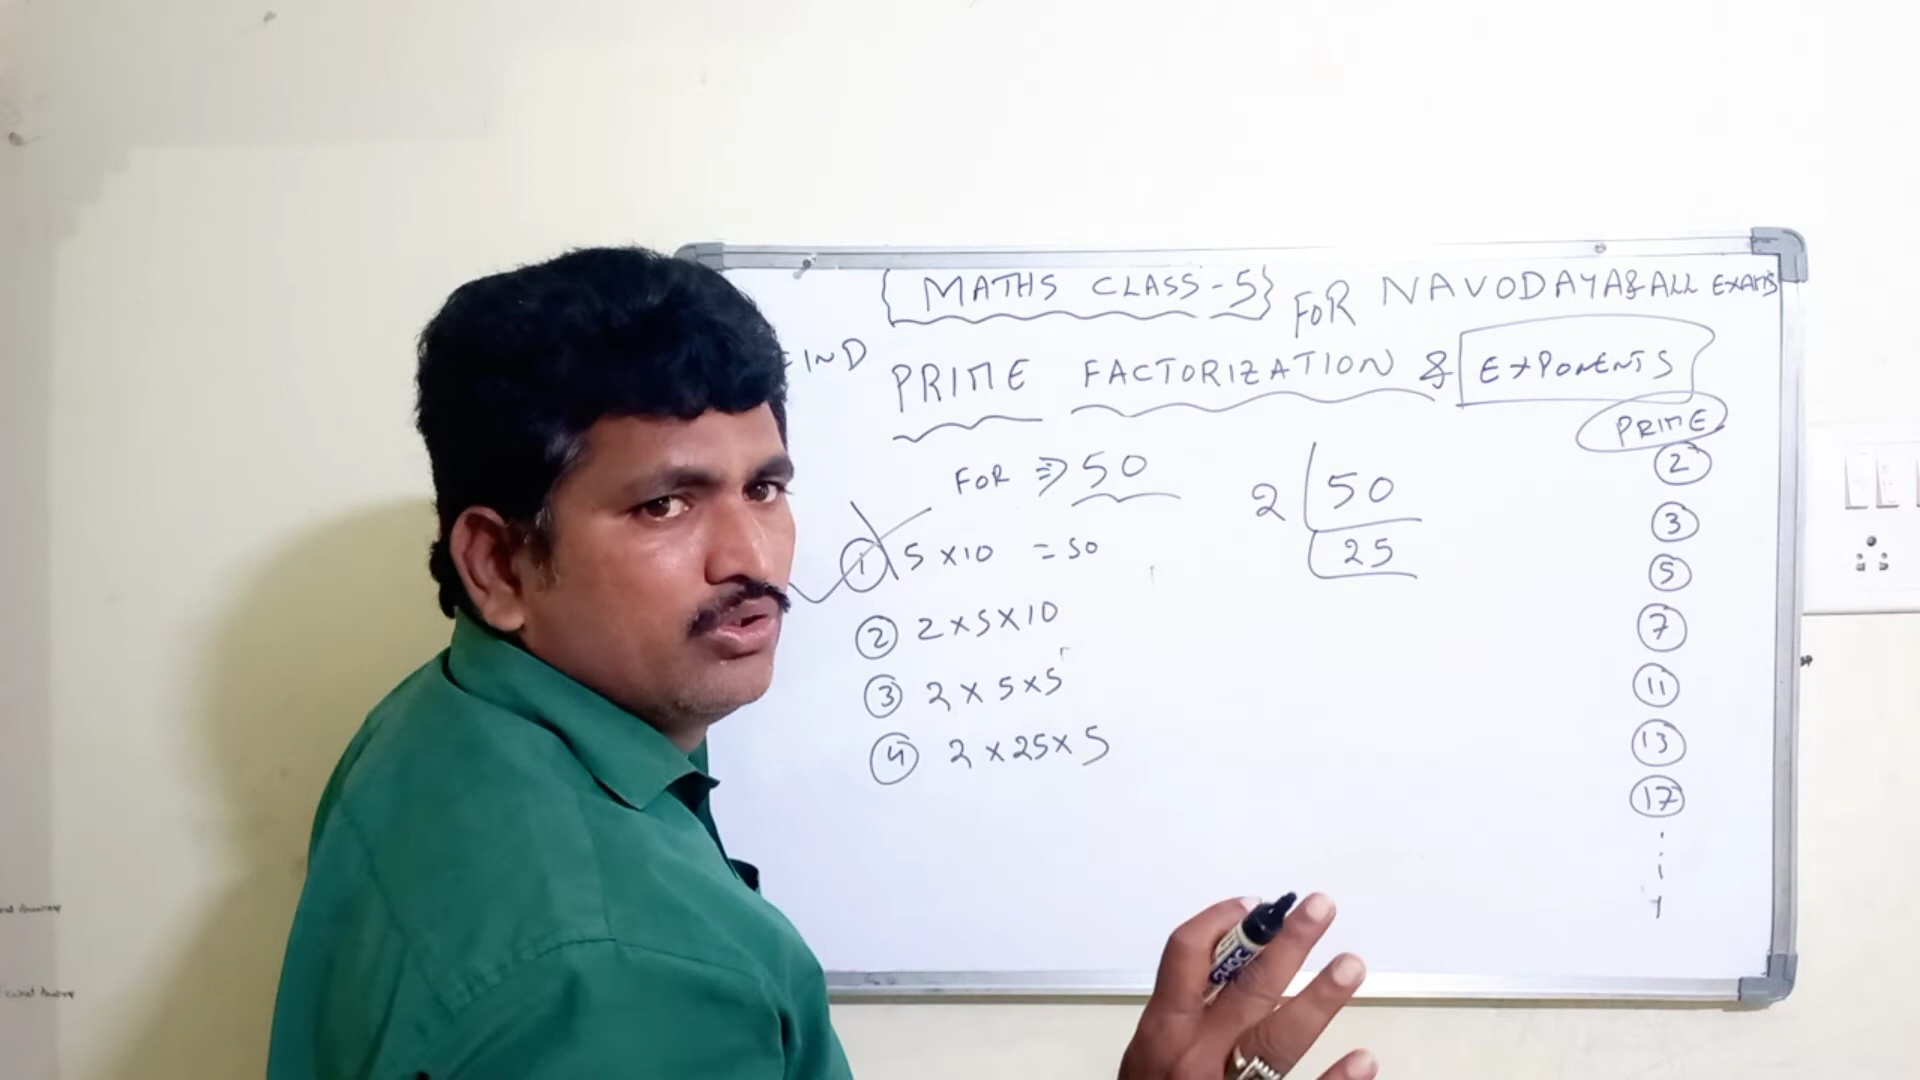 { MATHS CLASS-5} FOR NAVODAYA & ALL EXAMS
FIND PRIME FACTORIZATION & EXPONENTS
PRIME
FOR ⇒ 50
① 5 × 10 = 50
② 2 × 5 × 10
③ 2 × 5 × 5
④ 2 × 25 × 5
2 | 50
25
2
3
5
7
11
13
17